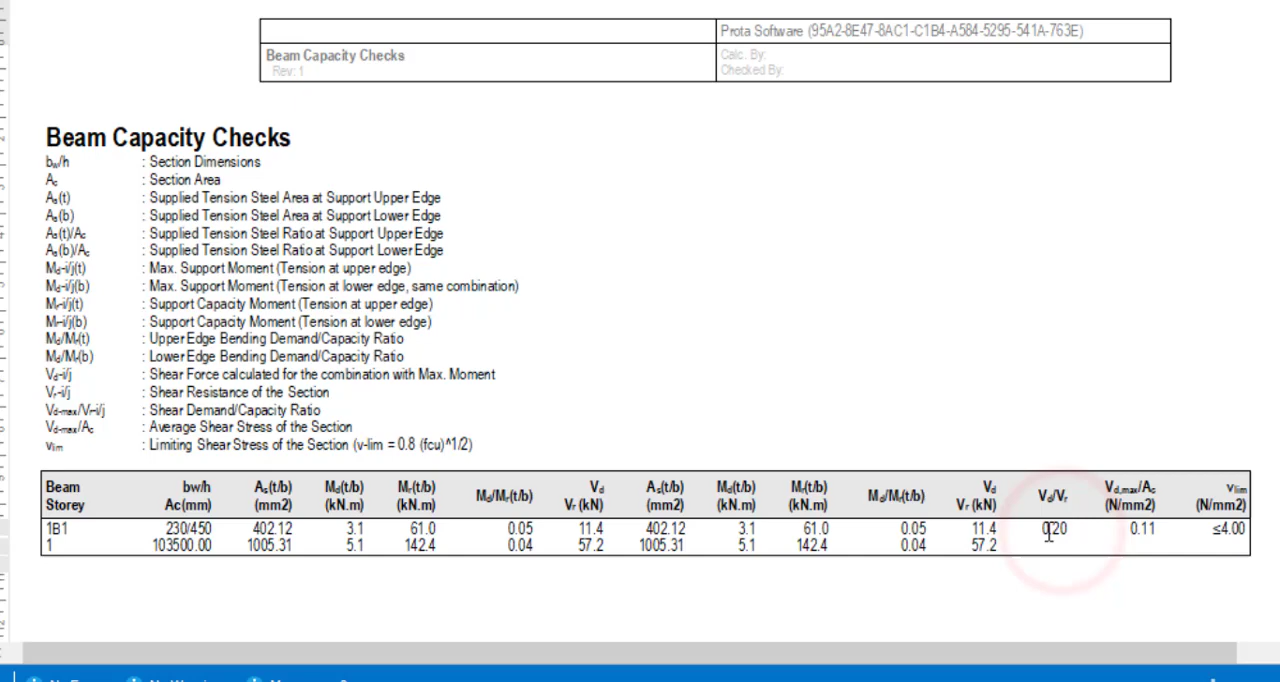 Prota Software (95A2-8E47-8AC1-C1B4-A584-5295-541A-763E)
Beam Capacity Checks
Rev: 1
Calc. By:
Checked By:
Beam Capacity Checks
bw/h : Section Dimensions
Ac : Section Area
As(t) : Supplied Tension Steel Area at Support Upper Edge
As(b) : Supplied Tension Steel Area at Support Lower Edge
As(t)/Ac : Supplied Tension Steel Ratio at Support Upper Edge
As(b)/Ac : Supplied Tension Steel Ratio at Support Lower Edge
Md-i/j(t) : Max. Support Moment (Tension at upper edge)
Md-i/j(b) : Max. Support Moment (Tension at lower edge, same combination)
Mr-i/j(t) : Support Capacity Moment (Tension at upper edge)
Mr-i/j(b) : Support Capacity Moment (Tension at lower edge)
Md/Mr(t) : Upper Edge Bending Demand/Capacity Ratio
Md/Mr(b) : Lower Edge Bending Demand/Capacity Ratio
Vd-i/j : Shear Force calculated for the combination with Max. Moment
Vr-i/j : Shear Resistance of the Section
Vd-max/Vr-i/j : Shear Demand/Capacity Ratio
Vd-max/Ac : Average Shear Stress of the Section
vlim : Limiting Shear Stress of the Section (v-lim = 0.8 (fcu)^1/2)
Beam bw/h As(t/b) Md(t/b) Mr(t/b) Md/Mr(t/b) Vd As(t/b) Md(t/b) Mr(t/b) Md/Mr(t/b) Vd Vd/Vr Vd,max/Ac vlim
Storey Ac(mm) (mm2) (kN.m) (kN.m) Vr (kN) (mm2) (kN.m) (kN.m) Vr (kN) (N/mm2) (N/mm2)
1B1 230/450 402.12 3.1 61.0 0.05 11.4 402.12 3.1 61.0 0.05 11.4 0.20 0.11 ≤4.00
1 103500.00 1005.31 5.1 142.4 0.04 57.2 1005.31 5.1 142.4 0.04 57.2